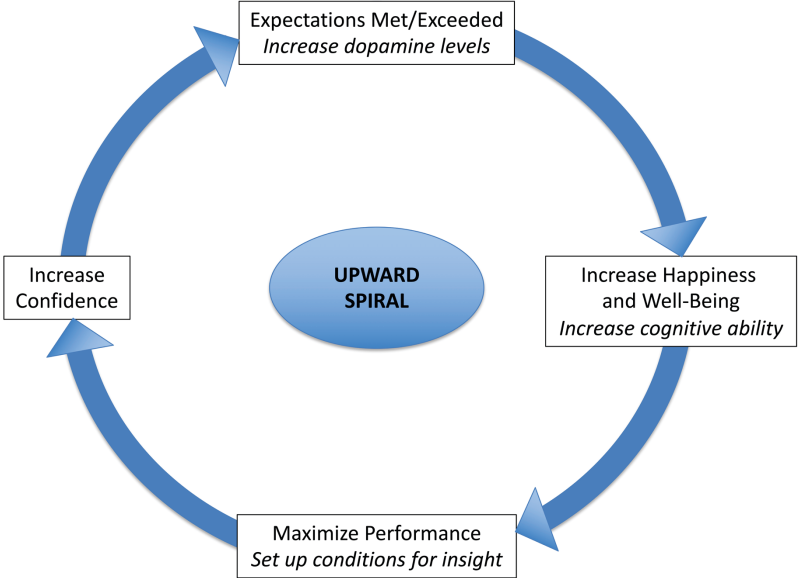 Expectations Met/Exceeded
Increase dopamine levels
Increase Happiness
and Well-Being
Increase cognitive ability
Maximize Performance
Set up conditions for insight
Increase
Confidence
UPWARD
SPIRAL